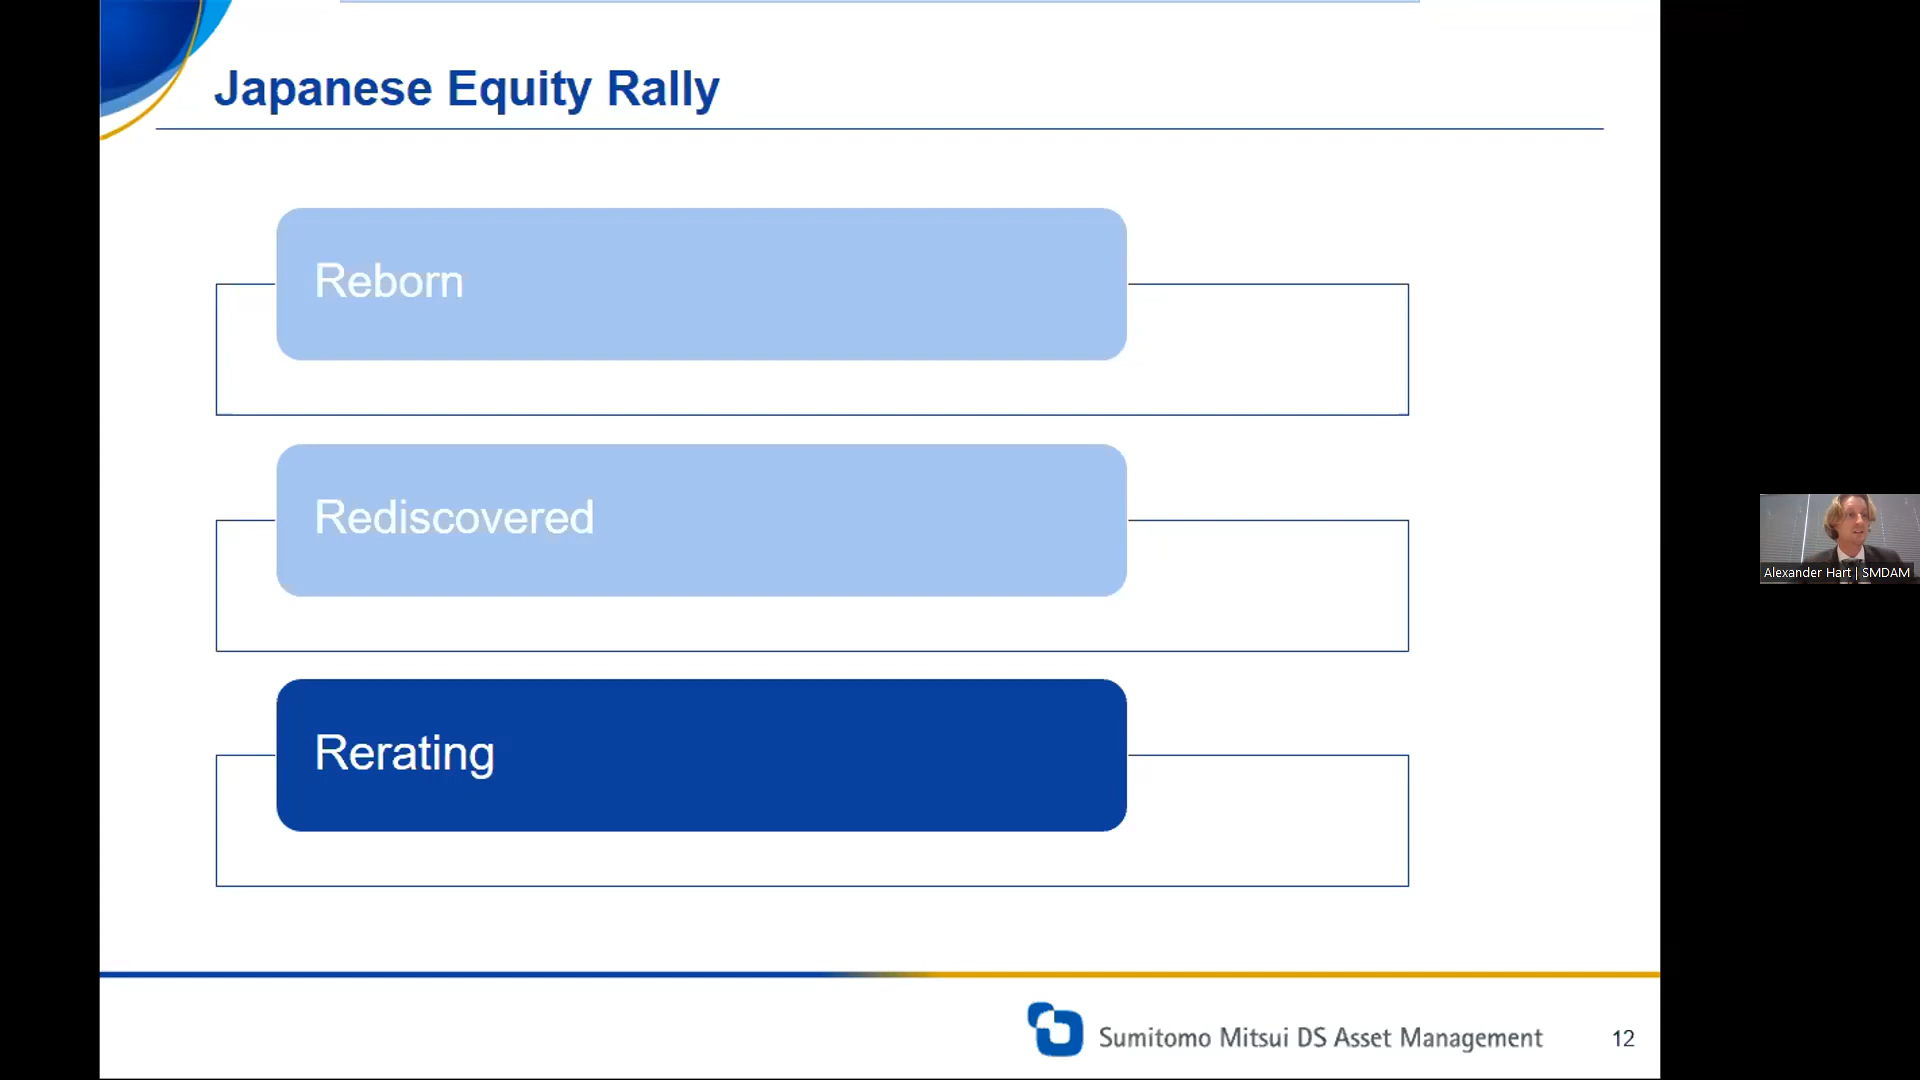 Japanese Equity Rally
Reborn
Rediscovered
Rerating
Alexander Hart | SMDAM
Sumitomo Mitsui DS Asset Management
12